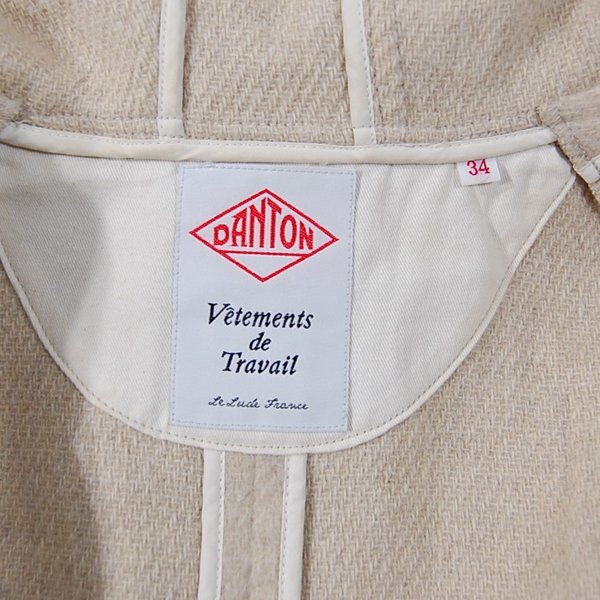 34
DANTON
Vêtements
de
Travail
Le Lude France